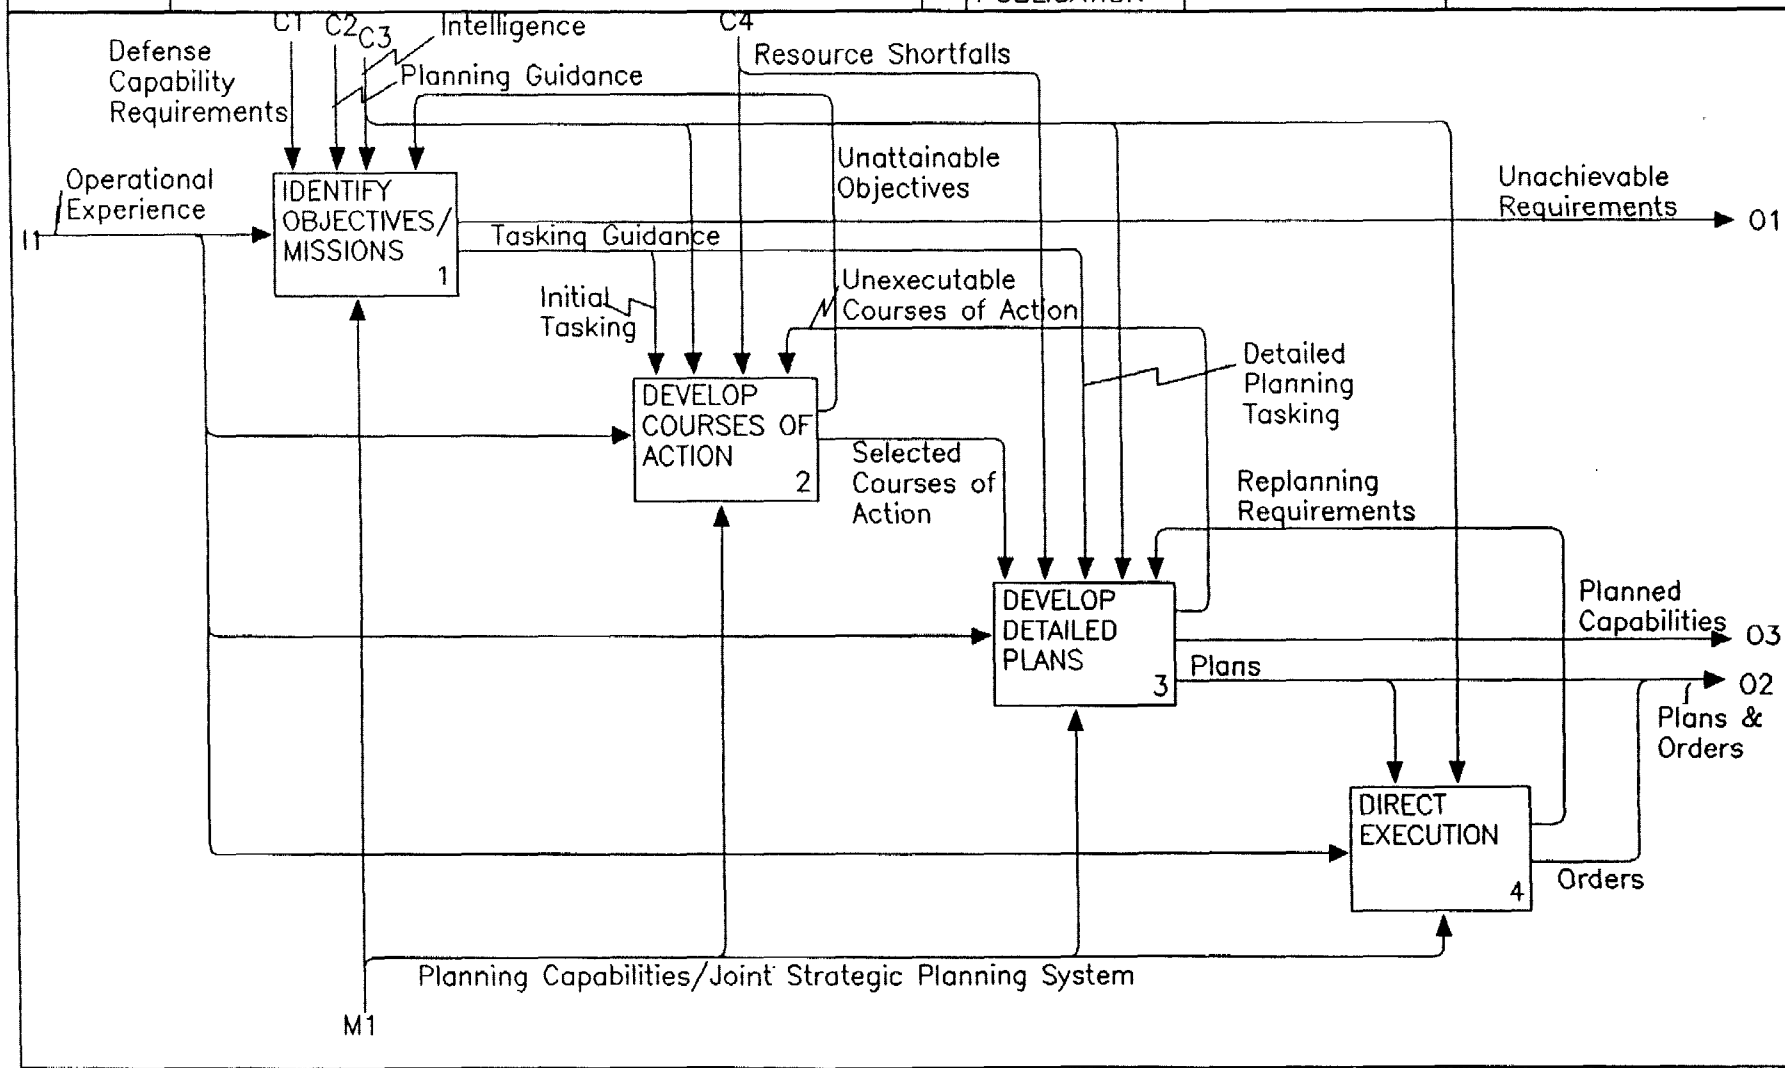 C1
C2
C3
Intelligence
C4
Defense
Capability
Requirements
Planning Guidance
Resource Shortfalls
Operational
Experience
I1
IDENTIFY
OBJECTIVES/
MISSIONS
1
Unattainable
Objectives
Unachievable
Requirements
O1
Tasking Guidance
Initial
Tasking
Unexecutable
Courses of Action
Detailed
Planning
Tasking
DEVELOP
COURSES OF
ACTION
2
Selected
Courses of
Action
Replanning
Requirements
DEVELOP
DETAILED
PLANS
3
Planned
Capabilities
O3
Plans
O2
Plans &
Orders
DIRECT
EXECUTION
4
Orders
Planning Capabilities/Joint Strategic Planning System
M1